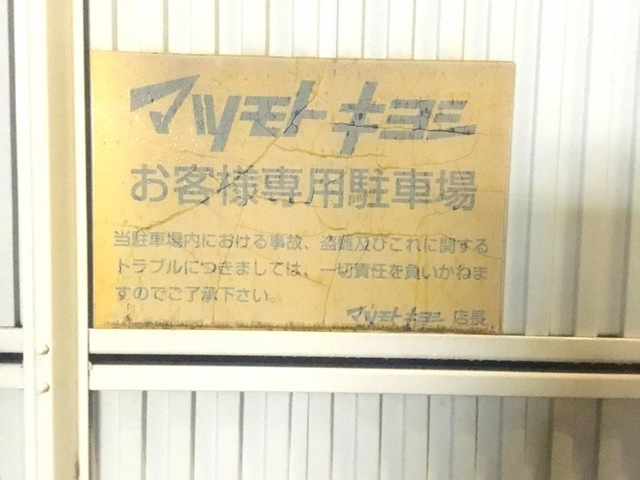 マツモトキヨシ
お客様専用駐車場
当駐車場内における事故、盗難及びこれに関する
トラブルにつきましては、一切責任を負いかねま
すのでご了承下さい。
マツモトキヨシ 店長